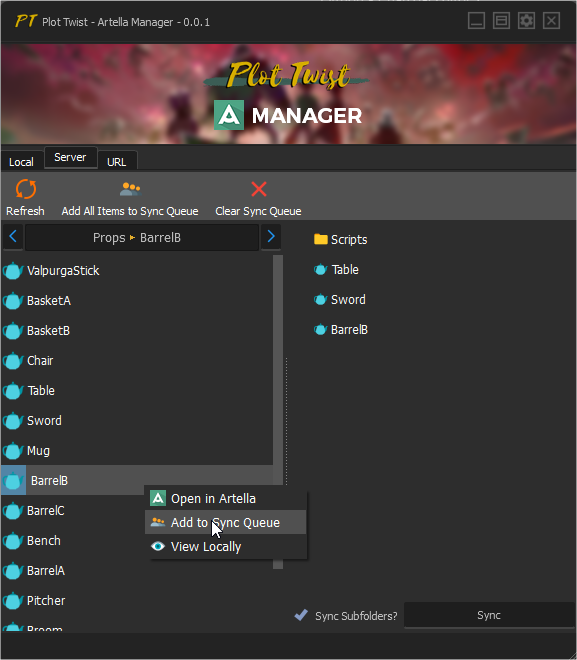 PT Plot Twist - Artella Manager - 0.0.1
Plot Twist
A MANAGER
Local
Server
URL
Refresh
Add All Items to Sync Queue
Clear Sync Queue
Props ▸ BarrelB
ValpurgaStick
BasketA
BasketB
Chair
Table
Sword
Mug
BarrelB
BarrelC
Bench
BarrelA
Pitcher
Broom
Open in Artella
Add to Sync Queue
View Locally
Scripts
Table
Sword
BarrelB
Sync Subfolders?
Sync